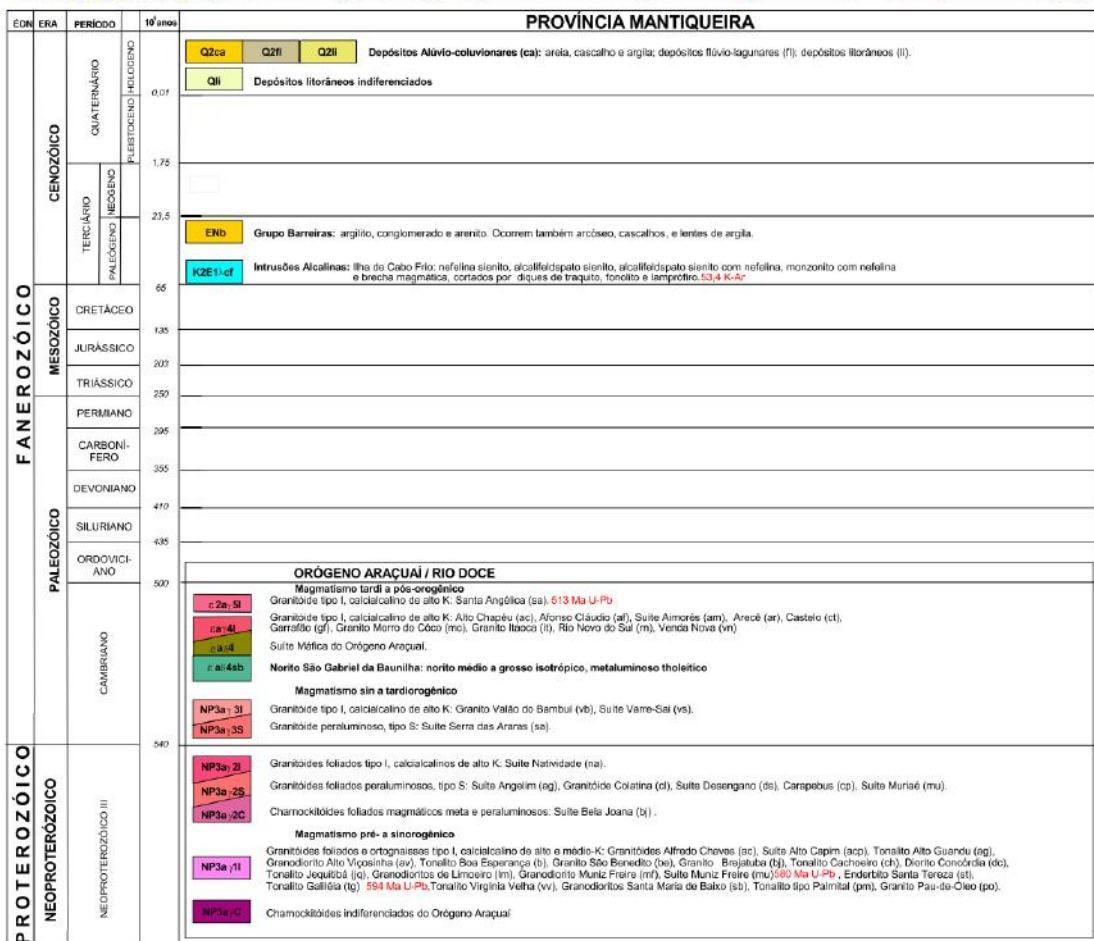 ÉON ERA PERÍODO 10⁶anos PROVÍNCIA MANTIQUEIRA
FANEROZÓICO
PROTEROZÓICO
CENOZÓICO
MESOZÓICO
PALEOZÓICO
NEOPROTERÓZOICO
QUATERNÁRIO
HOLOCENO
PLEISTOCENO
TERCIÁRIO
NEÓGENO
PALEÓGENO
CRETÁCEO
JURÁSSICO
TRIÁSSICO
PERMIANO
CARBONÍ-
FERO
DEVONIANO
SILURIANO
ORDOVICI-
ANO
CAMBRIANO
NEOPROTEROZÓICO III
0,01
1,75
23,5
65
135
203
250
295
355
410
435
500
540
Q2ca Q2fl Q2li Depósitos Alúvio-coluvionares (ca): areia, cascalho e argila; depósitos flúvio-lagunares (fl); depósitos litorâneos (li).
Qli Depósitos litorâneos indiferenciados
ENb Grupo Barreiras: argilito, conglomerado e arenito. Ocorrem também arcóseo, cascalhos, e lentes de argila.
K2E1λcf Intrusões Alcalinas: Ilha de Cabo Frio: nefelina sienito, alcalifeldspato sienito, alcalifeldspato sienito com nefelina, monzonito com nefelina
e brecha magmática, cortados por diques de traquito, fonolito e lamprófiro.53,4 K-Ar
ORÓGENO ARAÇUAÍ / RIO DOCE
Magmatismo tardi a pós-orogênico
Є2aγ5I Granitóide tipo I, calcialcalino de alto K: Santa Angélica (sa). 513 Ma U-Pb
Єaγ4I Granitóide tipo I, calcialcalino de alto K: Alto Chapéu (ac), Afonso Cláudio (af), Suíte Aimorés (am), Arecê (ar), Castelo (ct),
Garrafão (gf), Granito Morro do Côco (mc), Granito Itaoca (it), Rio Novo do Sul (rn), Venda Nova (vn)
Єaδ4 Suíte Máfica do Orógeno Araçuaí.
Єaδ4sb Norito São Gabriel da Baunilha: norito médio a grosso isotrópico, metaluminoso tholeítico
Magmatismo sin a tardiorogênico
NP3aγ3I Granitóide tipo I, calcialcalino de alto K: Granito Valão do Bambuí (vb), Suíte Varre-Sai (vs).
NP3aγ3S Granitóide peraluminoso, tipo S: Suíte Serra das Araras (sa).
NP3aγ2I Granitóides foliados tipo I, calcialcalinos de alto K: Suíte Natividade (na).
NP3aγ2S Granitóides foliados peraluminosos, tipo S: Suíte Angelim (ag), Granitóide Colatina (cl), Suíte Desengano (ds), Carapebus (cp), Suíte Muriaé (mu).
NP3aγ2C Charnockitóides foliados magmáticos meta e peraluminosos: Suíte Bela Joana (bj) .
Magmatismo pré- a sinorogênico
NP3aγ1I Granitóides foliados e ortognaisses tipo I, calcialcalino de alto e médio-K: Granitóides Alfredo Chaves (ac), Suíte Alto Capim (acp), Tonalito Alto Guandu (ag),
Granodiorito Alto Viçosinha (av), Tonalito Boa Esperança (b), Granito São Benedito (be), Granito Brejatuba (bj), Tonalito Cachoeiro (ch), Diorito Concórdia (dc),
Tonalito Jequitibá (jq), Granodioritos de Limoeiro (lm), Granodiorito Muniz Freire (mf), Suíte Muniz Freire (mu)580 Ma U-Pb , Enderbito Santa Tereza (st),
Tonalito Galiléia (tg) 594 Ma U-Pb,Tonalito Virgínia Velha (vv), Granodioritos Santa Maria de Baixo (sb), Tonalito tipo Palmital (pm), Granito Pau-de-Óleo (po).
NP3aγC Charnockitóides indiferenciados do Orógeno Araçuaí